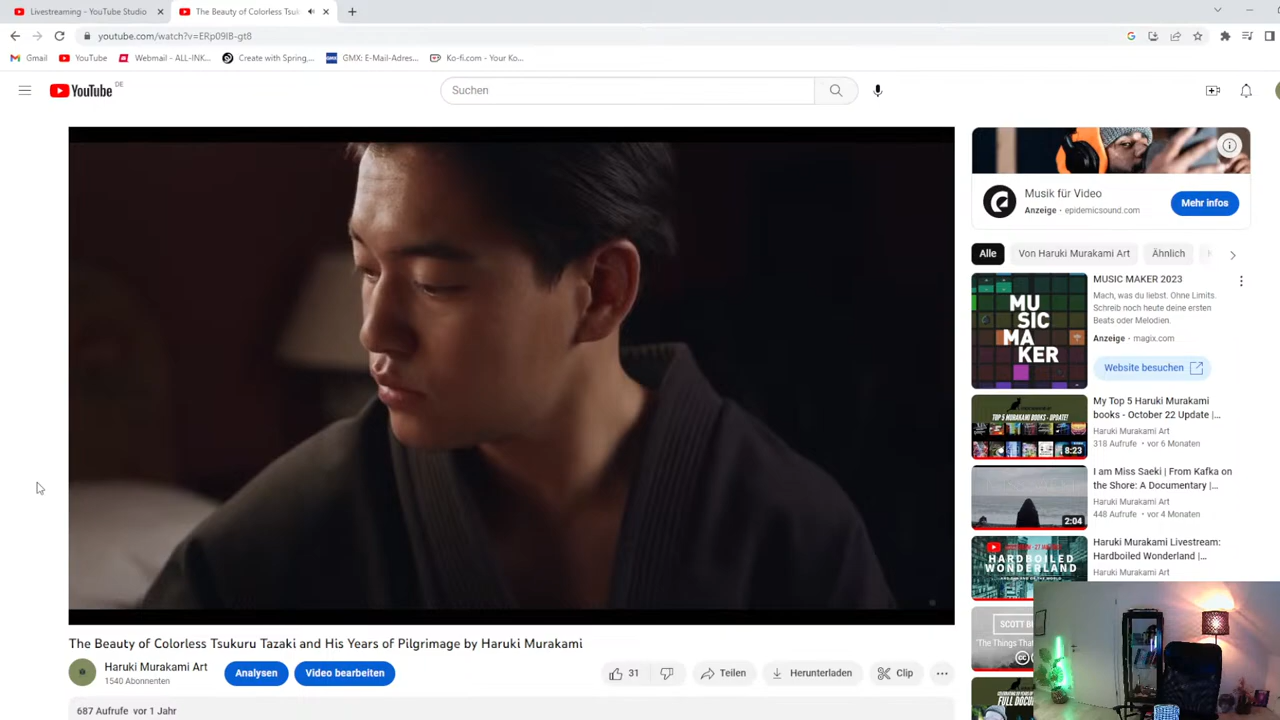 Livestreaming - YouTube Studio
The Beauty of Colorless Tsuk
youtube.com/watch?v=ERp09IB-gt8
Gmail
YouTube
Webmail - ALL-INK...
Create with Spring,...
GMX: E-Mail-Adres...
Ko-fi.com - Your Ko...
YouTube DE
Suchen
Musik für Video
Anzeige · epidemicsound.com
Mehr infos
Alle
Von Haruki Murakami Art
Ähnlich
MUSIC MAKER 2023
Mach, was du liebst. Ohne Limits.
Schreib noch heute deine ersten
Beats oder Melodien.
Anzeige · magix.com
Website besuchen
MU
SIC
MA
KER
My Top 5 Haruki Murakami
books - October 22 Update |...
Haruki Murakami Art
318 Aufrufe · vor 6 Monaten
TOP 5 MURAKAMI BOOKS - UPDATE!
8:23
I am Miss Saeki | From Kafka on
the Shore: A Documentary |...
Haruki Murakami Art
448 Aufrufe · vor 4 Monaten
2:04
Haruki Murakami Livestream:
Hardboiled Wonderland |...
Haruki Murakami Art
HARDBOILED
WONDERLAND
SCOTT
The Beauty of Colorless Tsukuru Tazaki and His Years of Pilgrimage by Haruki Murakami
Haruki Murakami Art
1540 Abonnenten
Analysen
Video bearbeiten
31
Teilen
Herunterladen
Clip
687 Aufrufe vor 1 Jahr